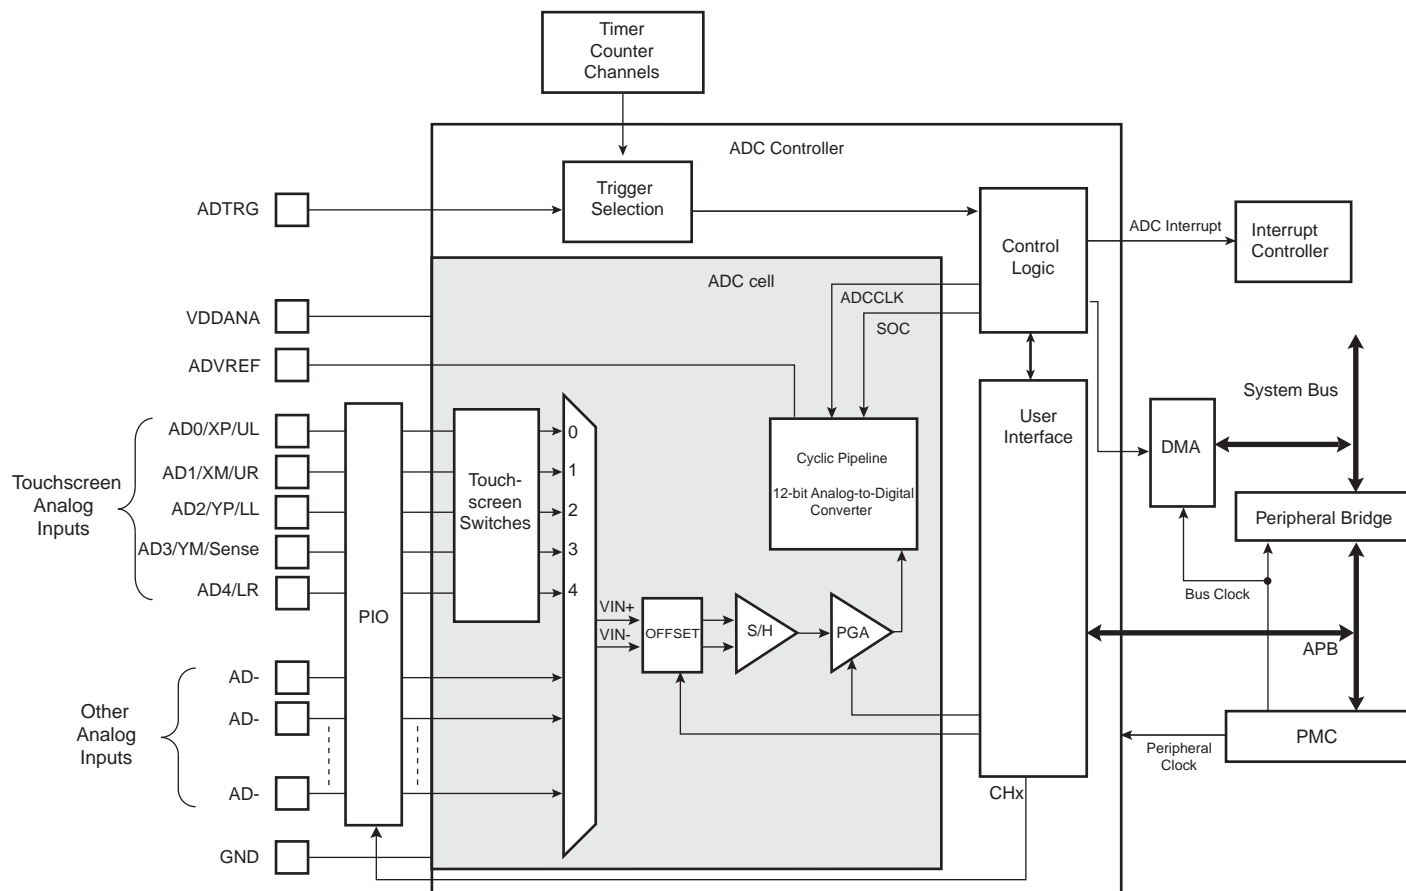 Timer
Counter
Channels
ADC Controller
ADTRG
Trigger
Selection
Control
Logic
ADC Interrupt
Interrupt
Controller
ADC cell
VDDANA
ADCCLK
SOC
ADVREF
System Bus
Touchscreen
Analog
Inputs
AD0/XP/UL
AD1/XM/UR
AD2/YP/LL
AD3/YM/Sense
AD4/LR
PIO
Touch-
screen
Switches
0
1
2
3
4
Cyclic Pipeline
12-bit Analog-to-Digital
Converter
User
Interface
DMA
Peripheral Bridge
Bus Clock
VIN+
VIN-
OFFSET
S/H
PGA
APB
Other
Analog
Inputs
AD-
AD-
AD-
PMC
Peripheral
Clock
CHx
GND